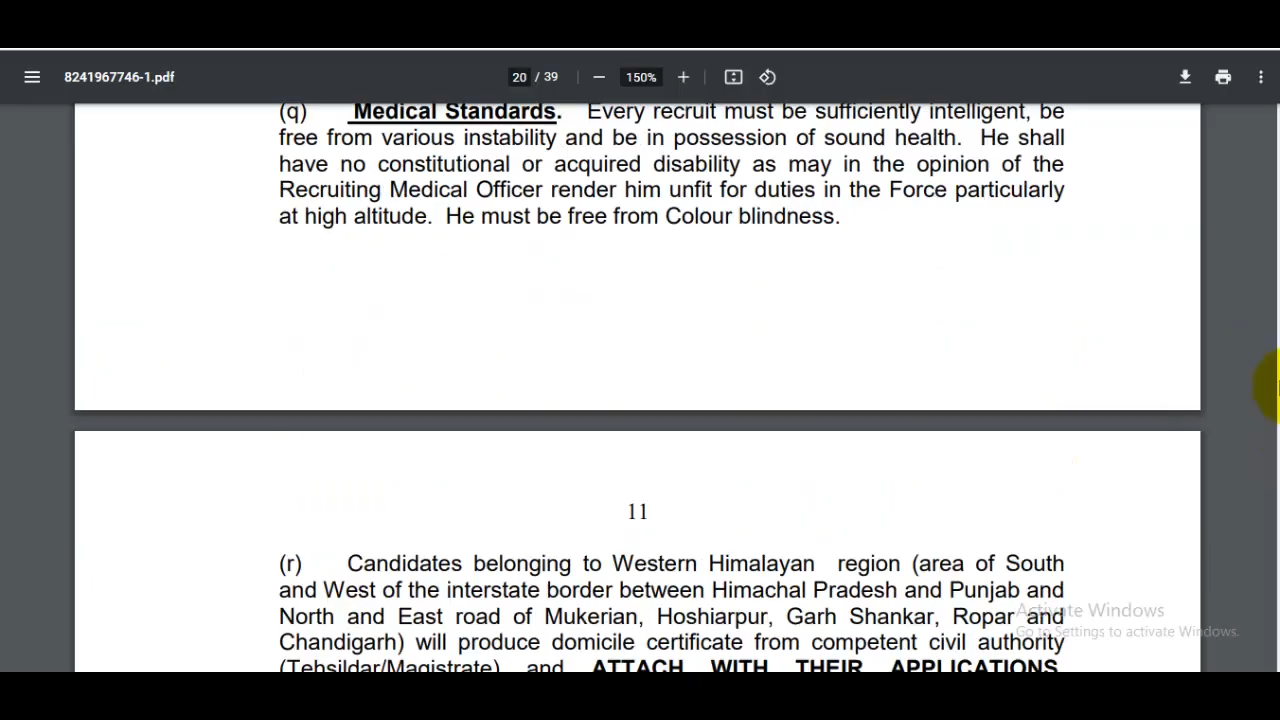 8241967746-1.pdf
20 / 39
150%
(q) Medical Standards. Every recruit must be sufficiently intelligent, be
free from various instability and be in possession of sound health. He shall
have no constitutional or acquired disability as may in the opinion of the
Recruiting Medical Officer render him unfit for duties in the Force particularly
at high altitude. He must be free from Colour blindness.
11
(r) Candidates belonging to Western Himalayan region (area of South
and West of the interstate border between Himachal Pradesh and Punjab and
North and East road of Mukerian, Hoshiarpur, Garh Shankar, Ropar and
Chandigarh) will produce domicile certificate from competent civil authority
(Tehsildar/Magistrate) and ATTACH WITH THEIR APPLICATIONS.
Activate Windows
Go to Settings to activate Windows.